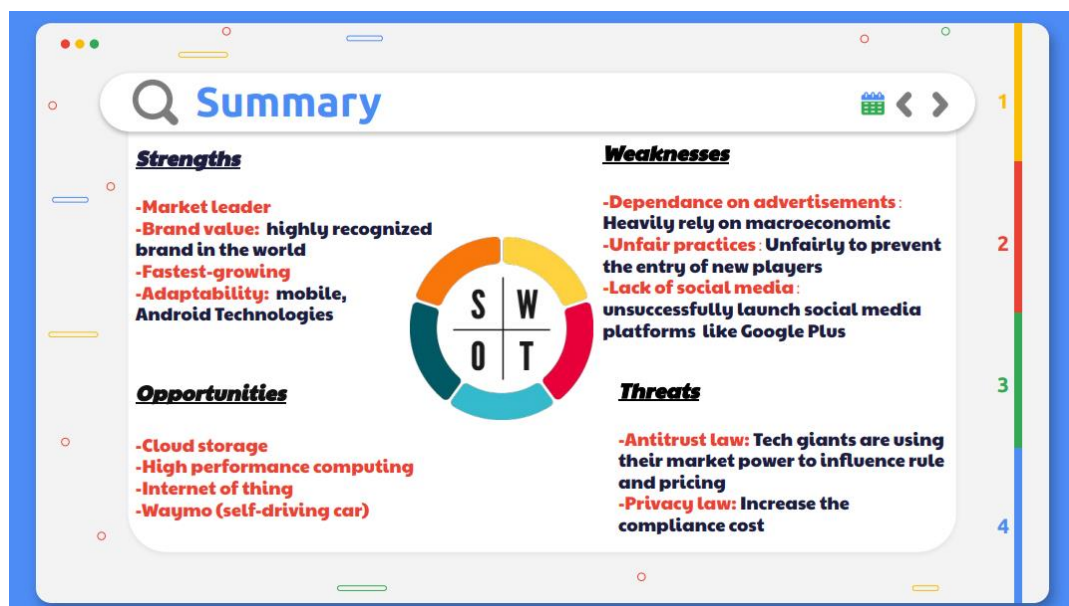 Summary
Strengths
-Market leader
-Brand value: highly recognized
brand in the world
-Fastest-growing
-Adaptability: mobile,
Android Technologies
Weaknesses
-Dependance on advertisements:
Heavily rely on macroeconomic
-Unfair practices: Unfairly to prevent
the entry of new players
-Lack of social media:
unsuccessfully launch social media
platforms like Google Plus
S W
O T
Opportunities
-Cloud storage
-High performance computing
-Internet of thing
-Waymo (self-driving car)
Threats
-Antitrust law: Tech giants are using
their market power to influence rule
and pricing
-Privacy law: Increase the
compliance cost
1
2
3
4